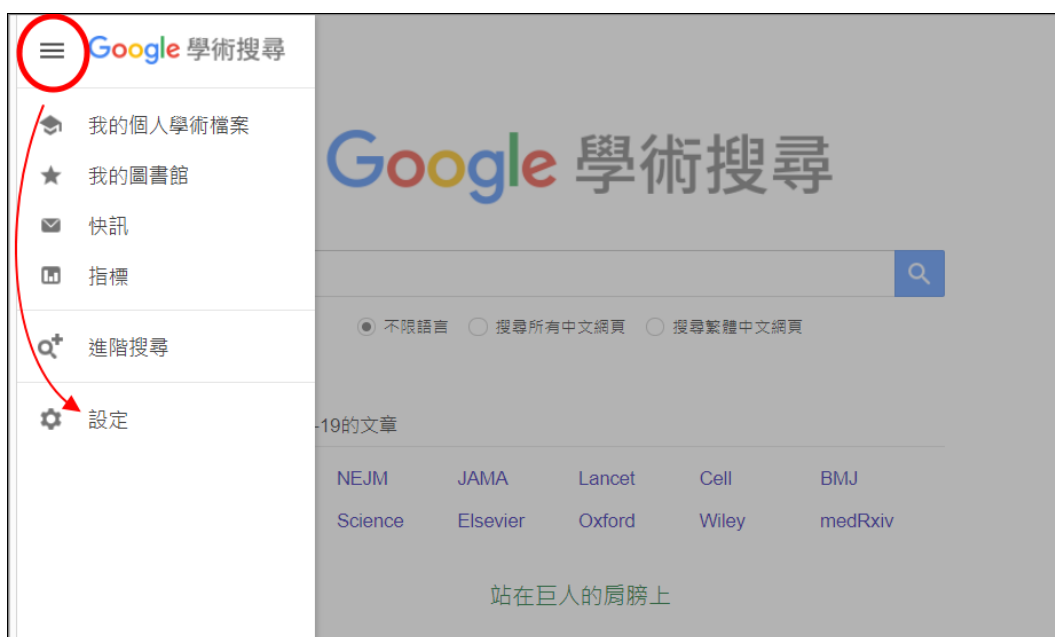 Google 學術搜尋
我的個人學術檔案
我的圖書館
快訊
指標
進階搜尋
設定
Google 學術搜尋
不限語言 搜尋所有中文網頁 搜尋繁體中文網頁
-19的文章
NEJM JAMA Lancet Cell BMJ
Science Elsevier Oxford Wiley medRxiv
站在巨人的肩膀上